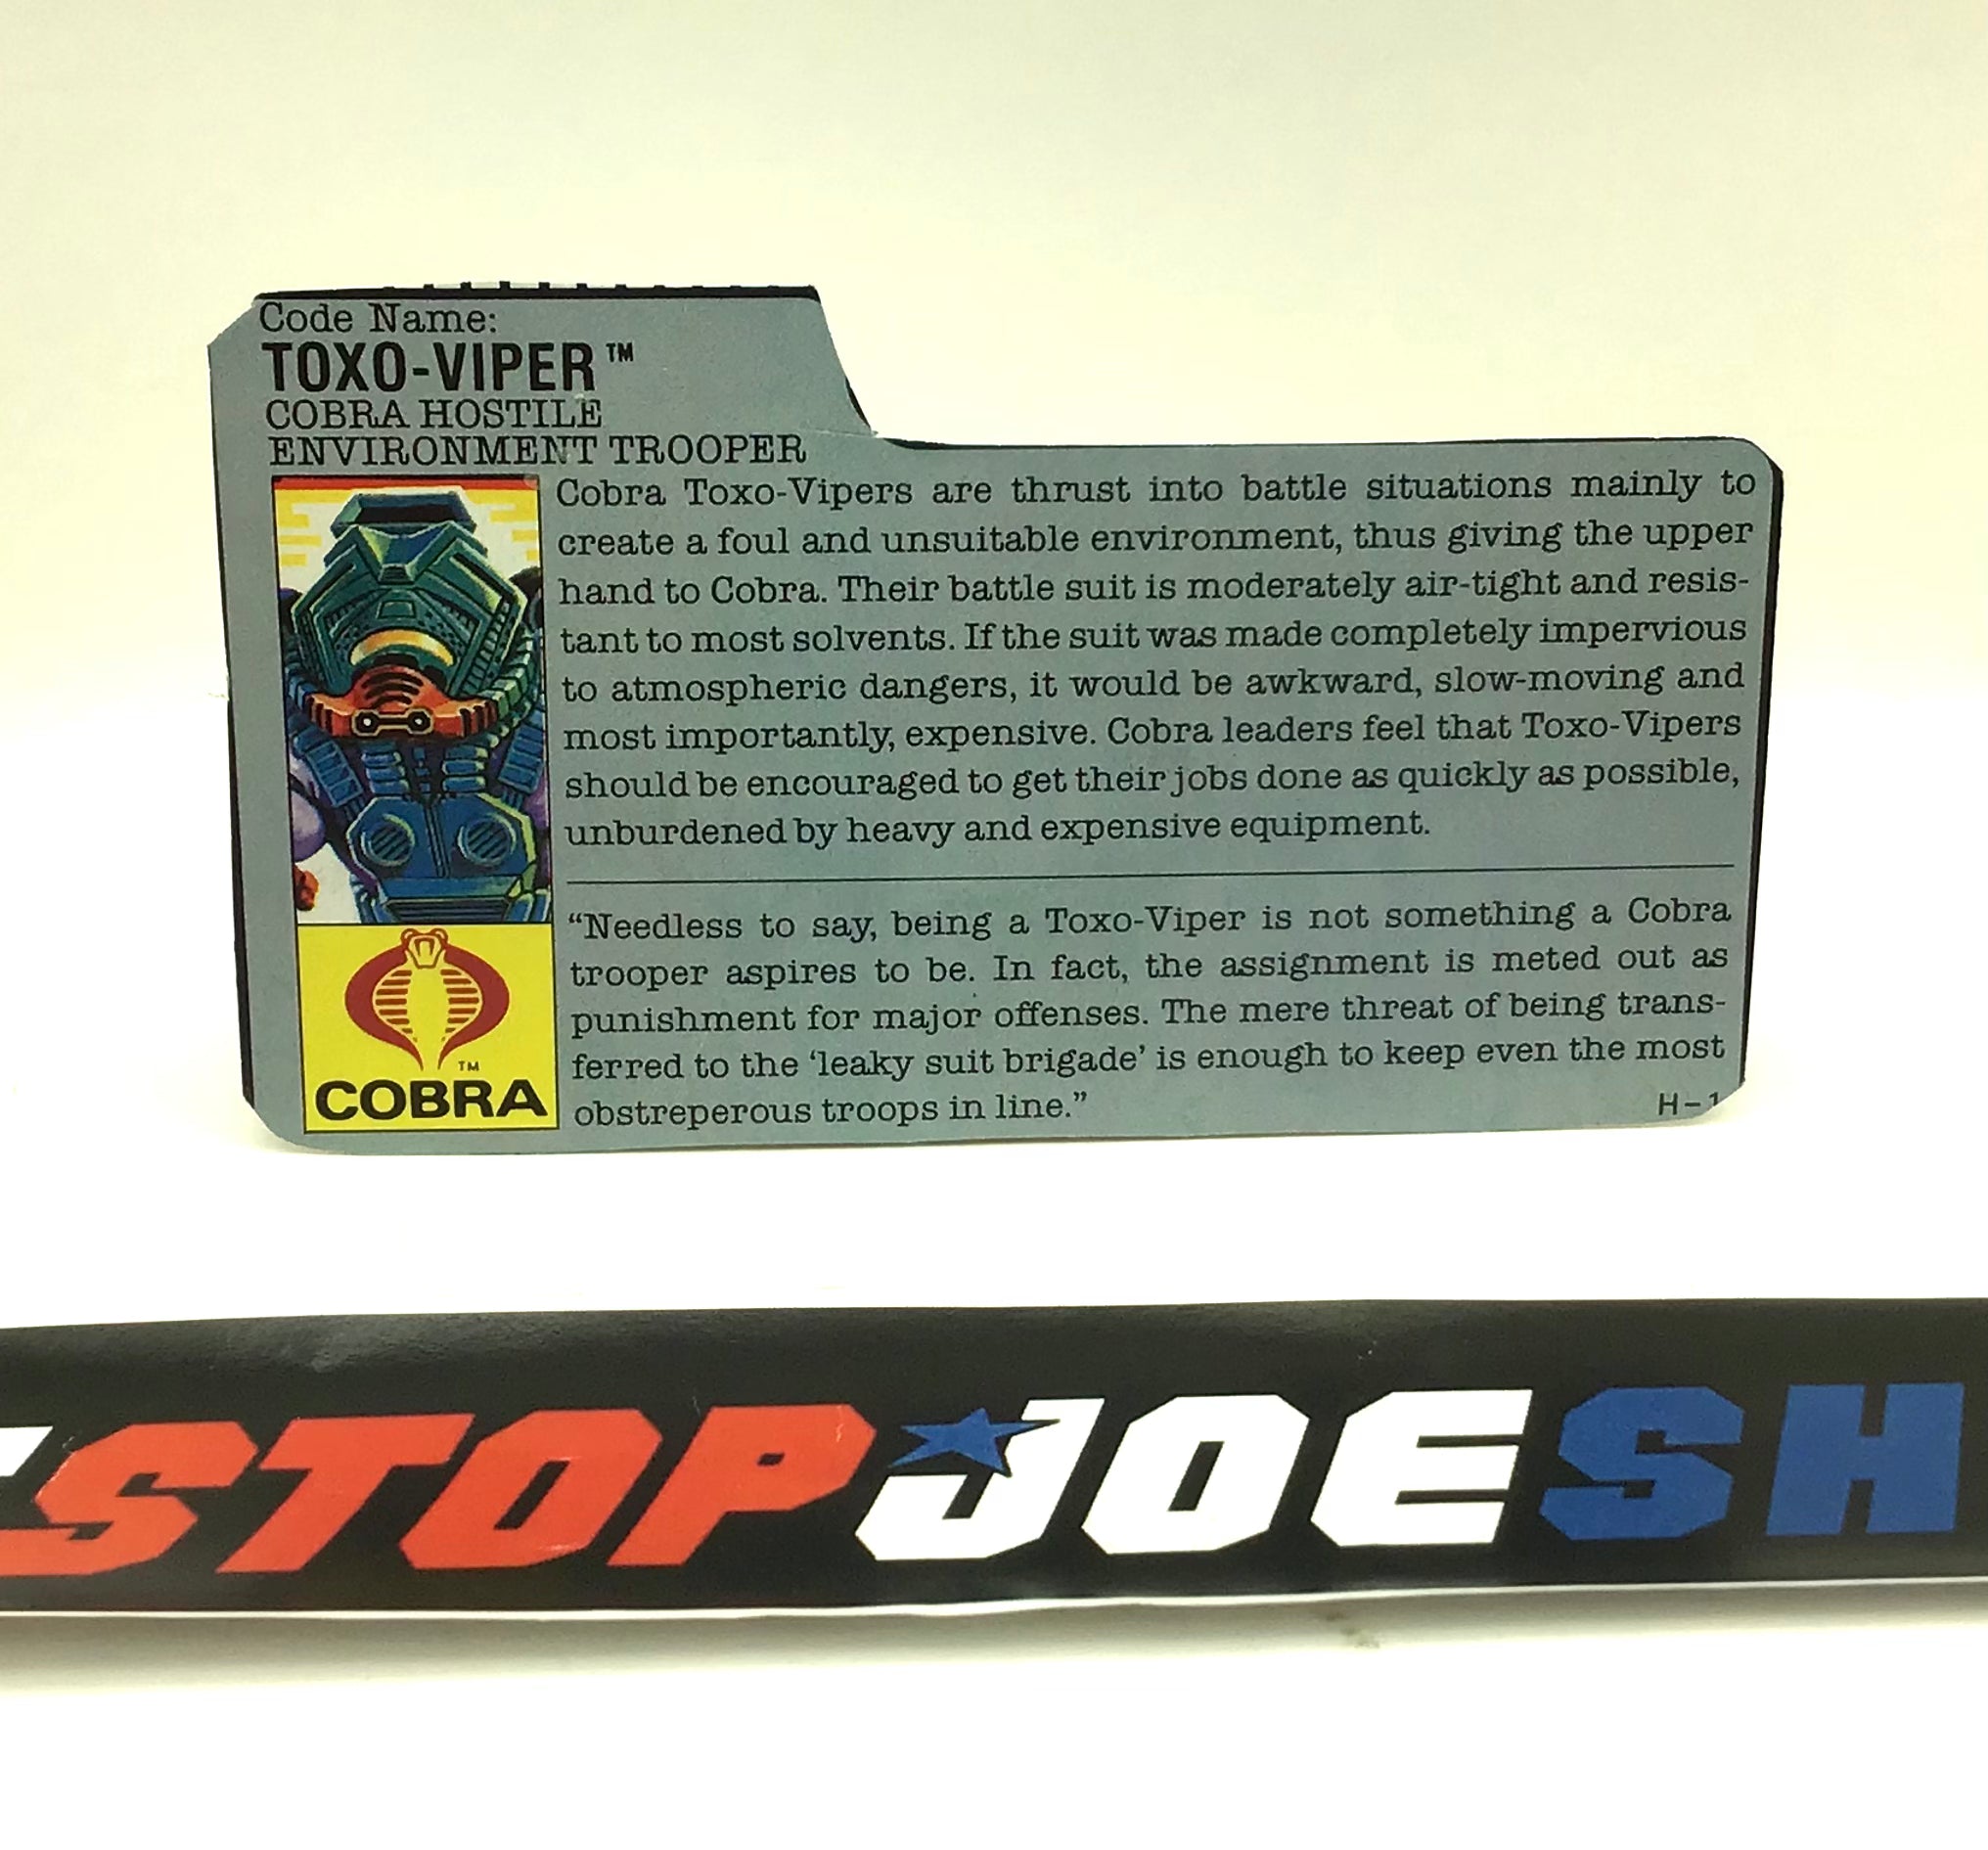 Code Name:
TOXO-VIPER™
COBRA HOSTILE
ENVIRONMENT TROOPER
Cobra Toxo-Vipers are thrust into battle situations mainly to
create a foul and unsuitable environment, thus giving the upper
hand to Cobra. Their battle suit is moderately air-tight and resis-
tant to most solvents. If the suit was made completely impervious
to atmospheric dangers, it would be awkward, slow-moving and
most importantly, expensive. Cobra leaders feel that Toxo-Vipers
should be encouraged to get their jobs done as quickly as possible,
unburdened by heavy and expensive equipment.
“Needless to say, being a Toxo-Viper is not something a Cobra
trooper aspires to be. In fact, the assignment is meted out as
punishment for major offenses. The mere threat of being trans-
ferred to the ‘leaky suit brigade’ is enough to keep even the most
obstreperous troops in line.”
TM
COBRA
H-1
STOPJOESH